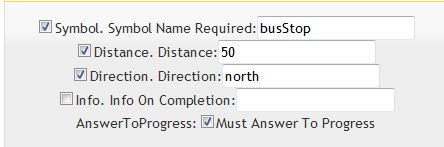 Symbol. Symbol Name Required: busStop
Distance. Distance: 50
Direction. Direction: north
Info. Info On Completion:
AnswerToProgress: Must Answer To Progress